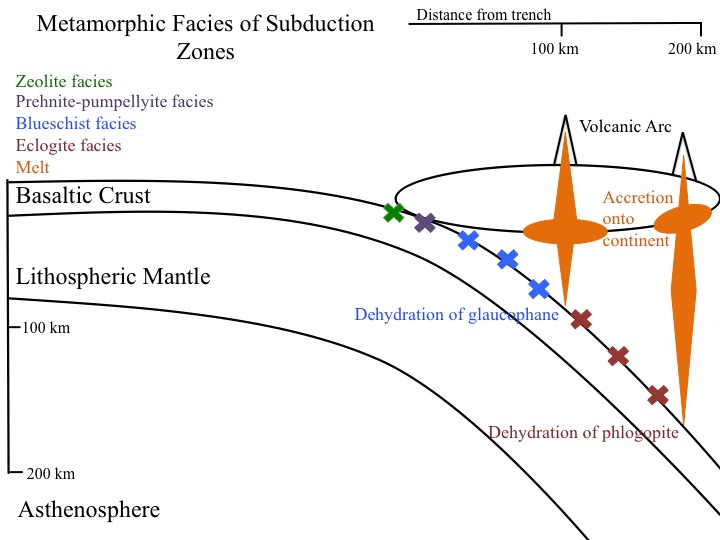 Metamorphic Facies of Subduction
Zones
Distance from trench
100 km
200 km
Zeolite facies
Prehnite-pumpellyite facies
Blueschist facies
Eclogite facies
Melt
Volcanic Arc
Basaltic Crust
Accretion
onto
continent
Lithospheric Mantle
Dehydration of glaucophane
100 km
Dehydration of phlogopite
200 km
Asthenosphere